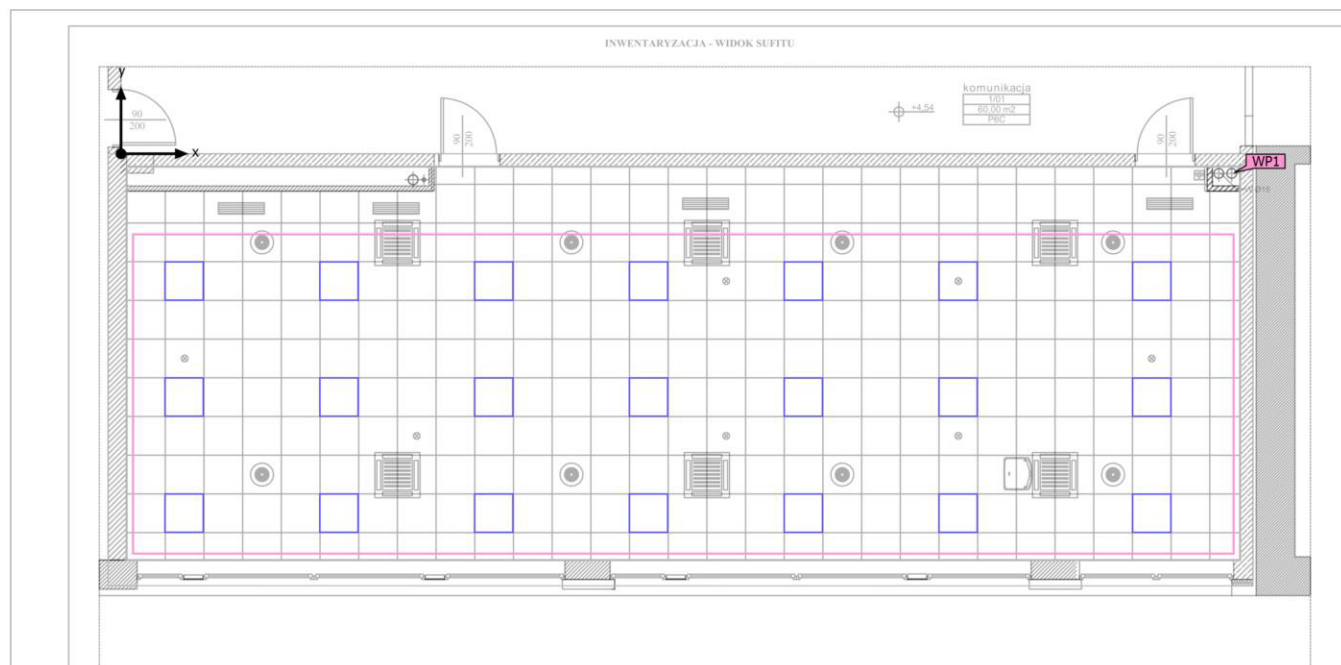 INWENTARYZACJA - WIDOK SUFITU
y
komunikacja
1/01
60,00 m2
P6C
+4,54
90
200
90
200
90
200
x
WP1